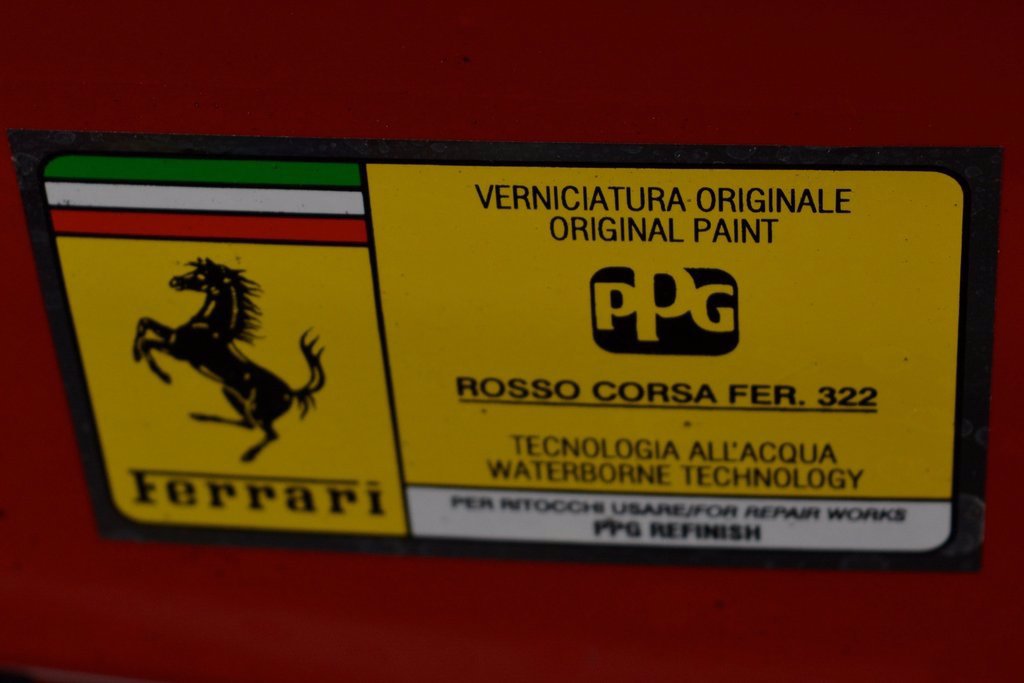 VERNICIATURA ORIGINALE
ORIGINAL PAINT
PPG
ROSSO CORSA FER. 322
TECNOLOGIA ALL'ACQUA
WATERBORNE TECHNOLOGY
PER RITOCCHI USARE/FOR REPAIR WORKS
PPG REFINISH
Ferrari